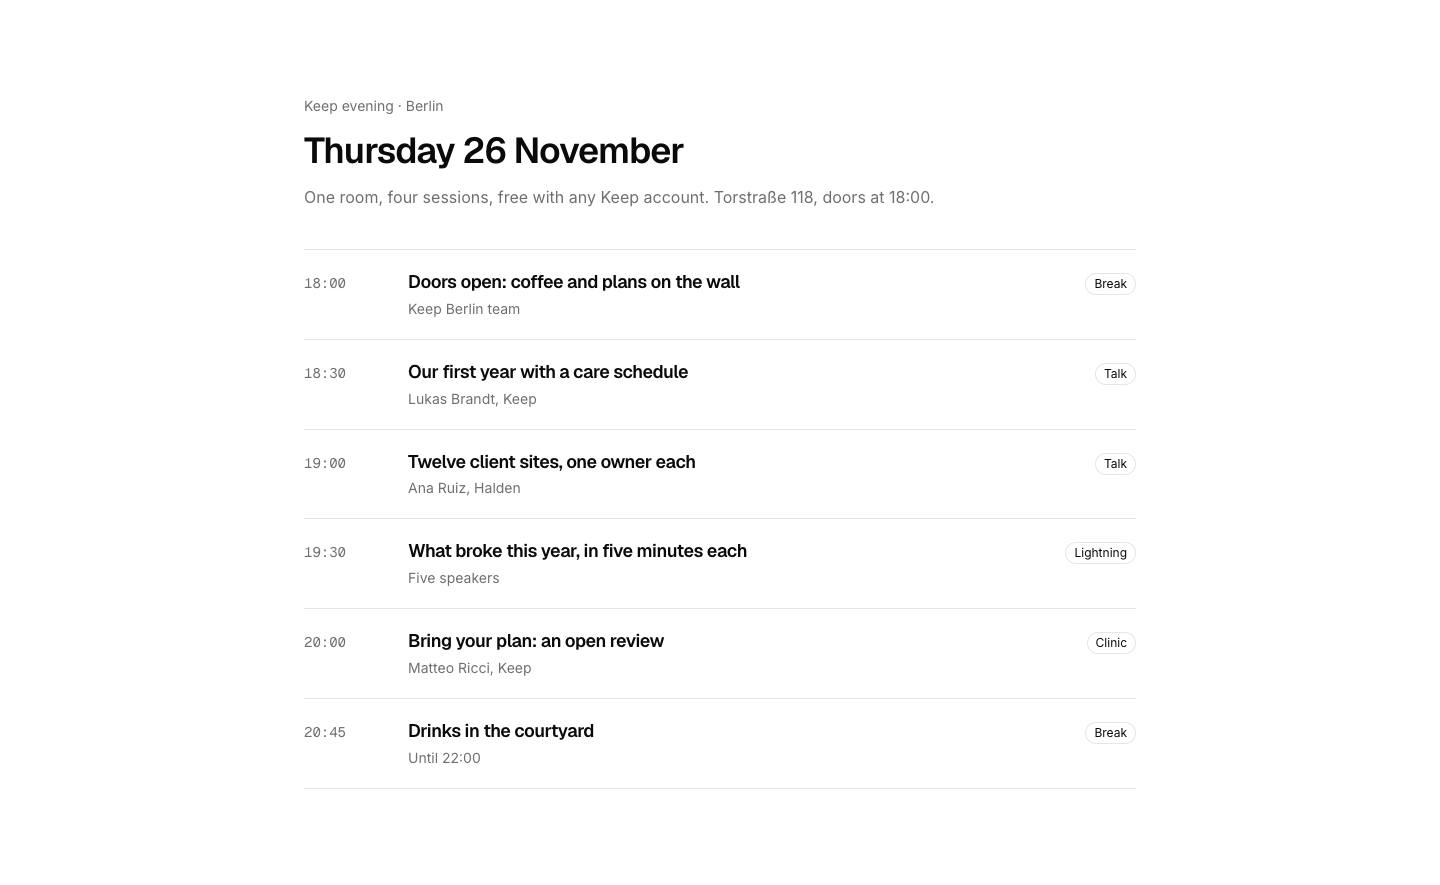 Keep evening · Berlin
Thursday 26 November
One room, four sessions, free with any Keep account. Torstraße 118, doors at 18:00.
18:00 Doors open: coffee and plans on the wall Break
Keep Berlin team
18:30 Our first year with a care schedule Talk
Lukas Brandt, Keep
19:00 Twelve client sites, one owner each Talk
Ana Ruiz, Halden
19:30 What broke this year, in five minutes each Lightning
Five speakers
20:00 Bring your plan: an open review Clinic
Matteo Ricci, Keep
20:45 Drinks in the courtyard Break
Until 22:00